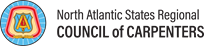 North Atlantic States Regional
COUNCIL of CARPENTERS